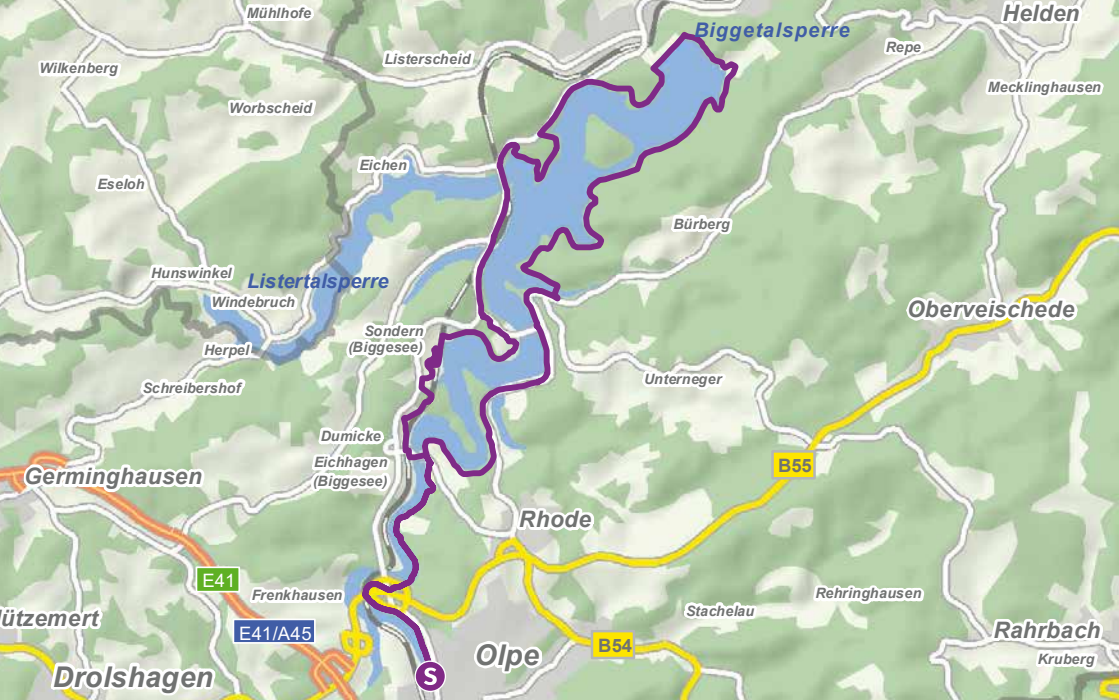 Mühlhofe
Helden
Biggetalsperre
Repe
Listerscheid
Wilkenberg
Mecklinghausen
Worbscheid
Eichen
Eseloh
Bürberg
Hunswinkel
Listertalsperre
Windebruch
Oberveischede
Sondern
(Biggesee)
Herpel
Unterneger
Schreibershof
Dumicke
Eichhagen
(Biggesee)
B55
Germinghausen
Rhode
E41
Frenkhausen
Rehringhausen
Stachelau
lützemert
E41/A45
Rahrbach
B54
Olpe
Kruberg
Drolshagen
S